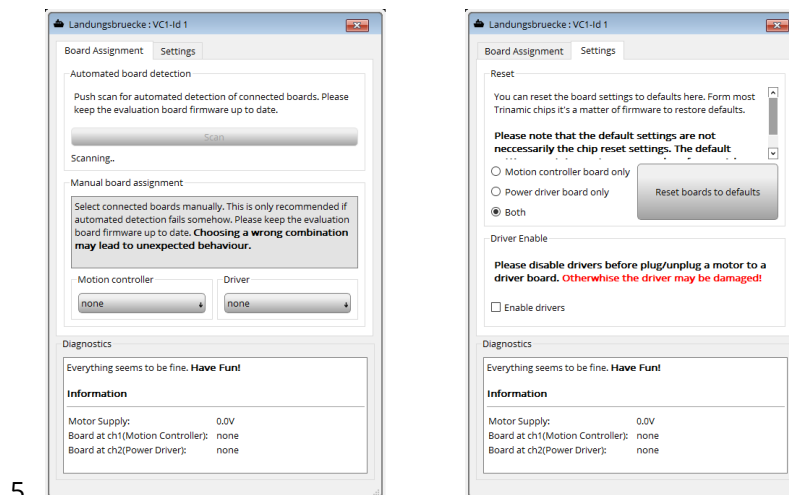 Landungsbruecke : VC1-Id 1
Board Assignment Settings
Automated board detection
Push scan for automated detection of connected boards. Please
keep the evaluation board firmware up to date.
Scan
Scanning..
Manual board assignment
Select connected boards manually. This is only recommended if
automated detection fails somehow. Please keep the evaluation
board firmware up to date. Choosing a wrong combination
may lead to unexpected behaviour.
Motion controller Driver
none none
Diagnostics
Everything seems to be fine. Have Fun!
Information
Motor Supply: 0.0V
Board at ch1(Motion Controller): none
Board at ch2(Power Driver): none
5.
Landungsbruecke : VC1-Id 1
Board Assignment Settings
Reset
You can reset the board settings to defaults here. Form most
Trinamic chips it's a matter of firmware to restore defaults.
Please note that the default settings are not
neccessarily the chip reset settings. The default
Motion controller board only
Power driver board only
Both
Reset boards to defaults
Driver Enable
Please disable drivers before plug/unplug a motor to a
driver board. Otherwhise the driver may be damaged!
Enable drivers
Diagnostics
Everything seems to be fine. Have Fun!
Information
Motor Supply: 0.0V
Board at ch1(Motion Controller): none
Board at ch2(Power Driver): none